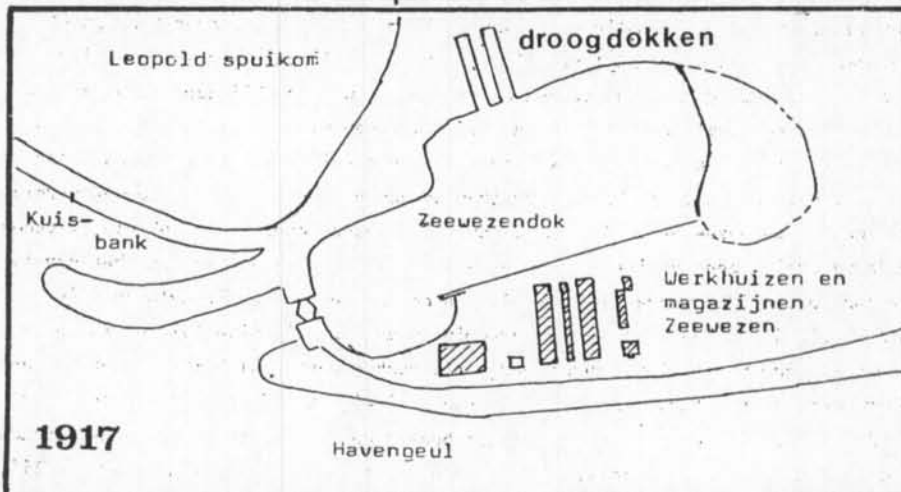 droogdokken
Leopold spuikom
Kuis-
bank
Zeewezendok
Werkhuizen en
magazijnen
Zeewezen
1917
Havengeul